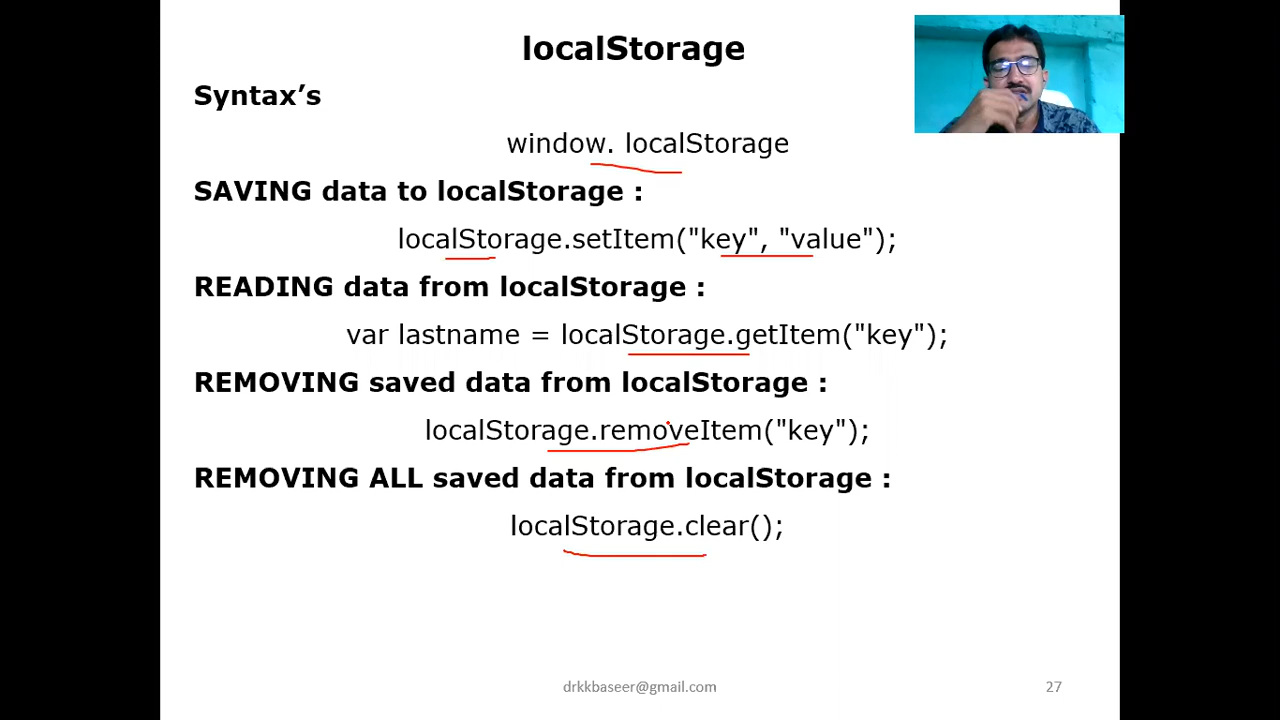 localStorage
Syntax’s
window. localStorage
SAVING data to localStorage :
localStorage.setItem("key", "value");
READING data from localStorage :
var lastname = localStorage.getItem("key");
REMOVING saved data from localStorage :
localStorage.removeItem("key");
REMOVING ALL saved data from localStorage :
localStorage.clear();
drkkbaseer@gmail.com
27